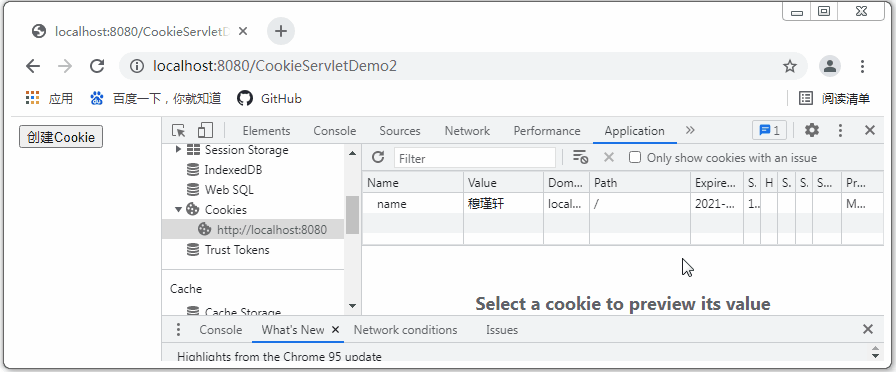 localhost:8080/CookieServletD
localhost:8080/CookieServletDemo2
应用 百度一下，你就知道 GitHub 阅读清单
创建Cookie
Elements Console Sources Network Performance Application 1
Session Storage
IndexedDB
Web SQL
Cookies
http://localhost:8080
Trust Tokens
Cache
Cache Storage
Filter Only show cookies with an issue
Name Value Dom... Path Expire... S. H S. S. S... Pr...
name 穆瑾轩 local... / 2021-... 1.. M...
Select a cookie to preview its value
Console What's New Network conditions Issues
Highlights from the Chrome 95 update